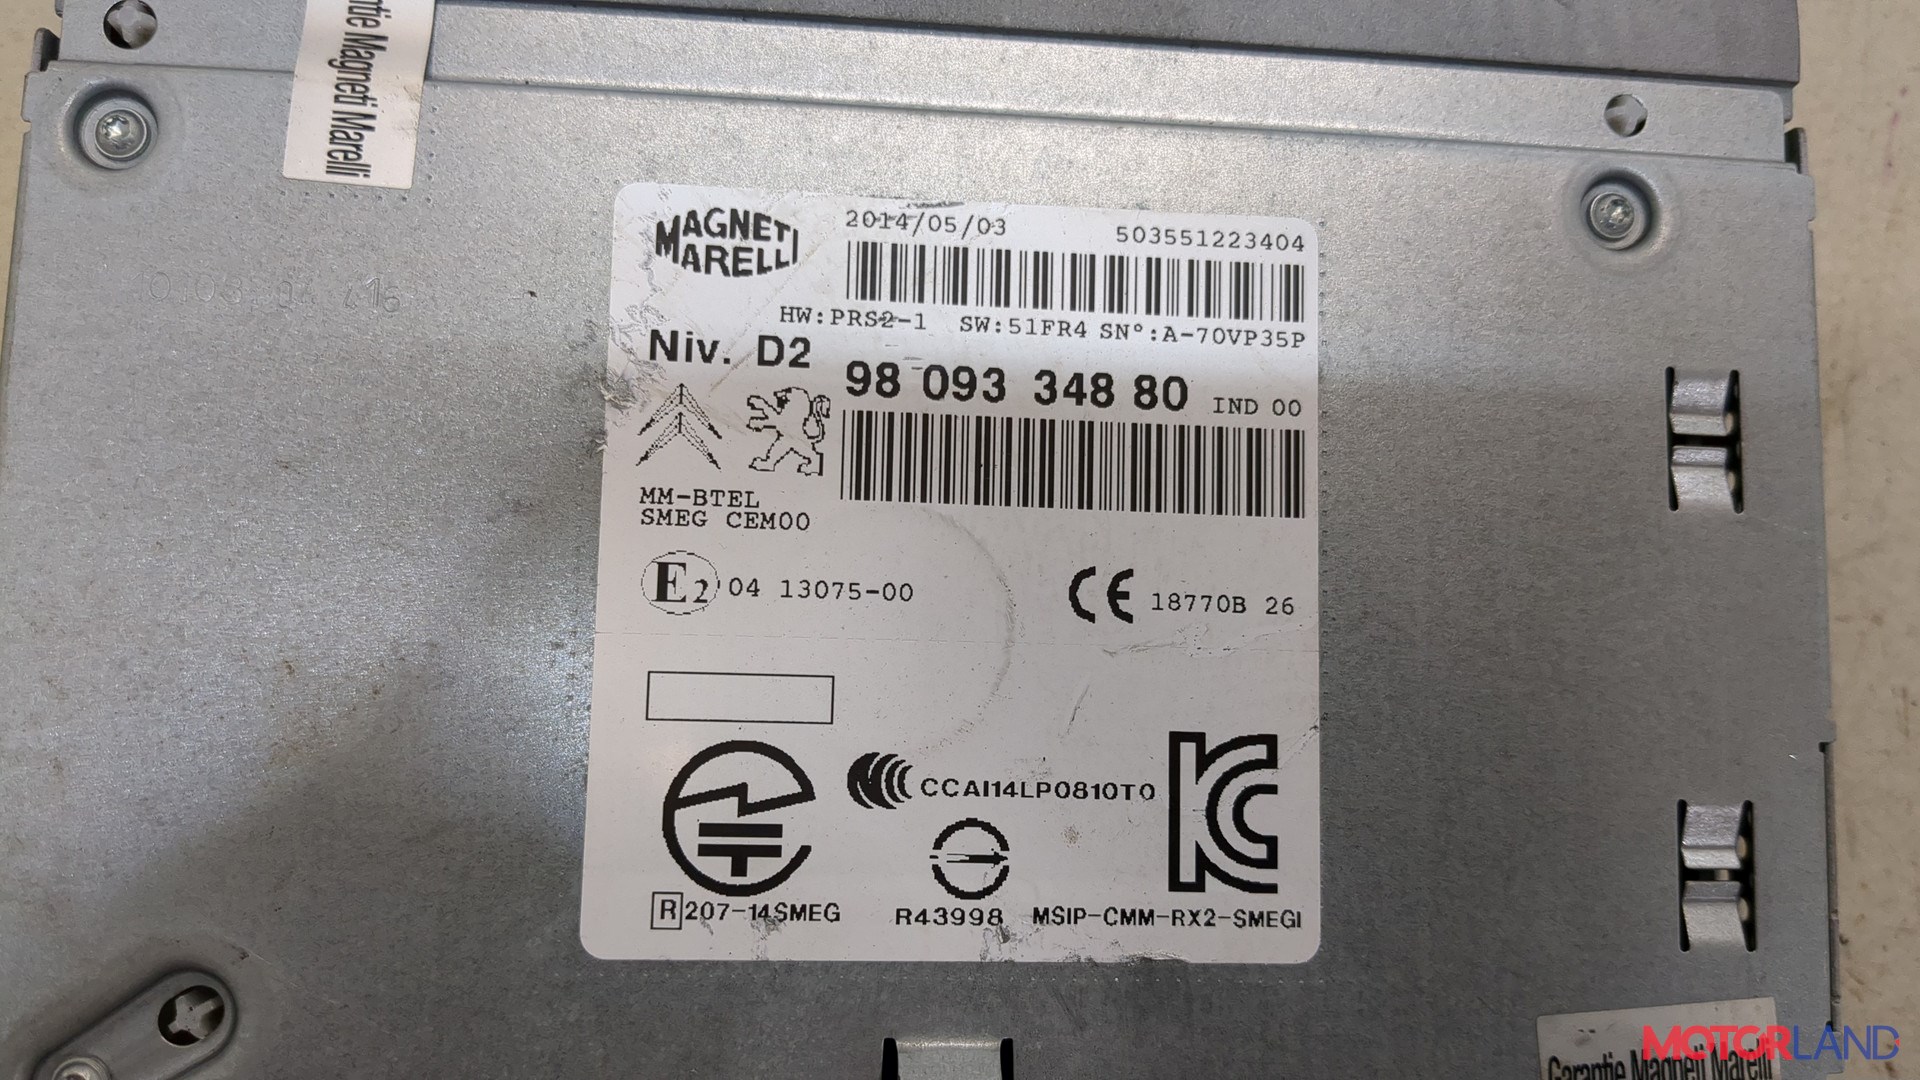 Magneti Marelli
MAGNETI
MARELLI
2014/05/03
503551223404
HW:PRS2-1 SW:51FR4 SN°:A-70VP35P
Niv. D2
98 093 348 80 IND 00
MM-BTEL
SMEG CEM00
E2 04 13075-00
CE 18770B 26
CCAI14LP0810T0
R 207-14SMEG
R43998
MSIP-CMM-RX2-SMEGI
Garantie Magneti Marelli
MOTORLAND